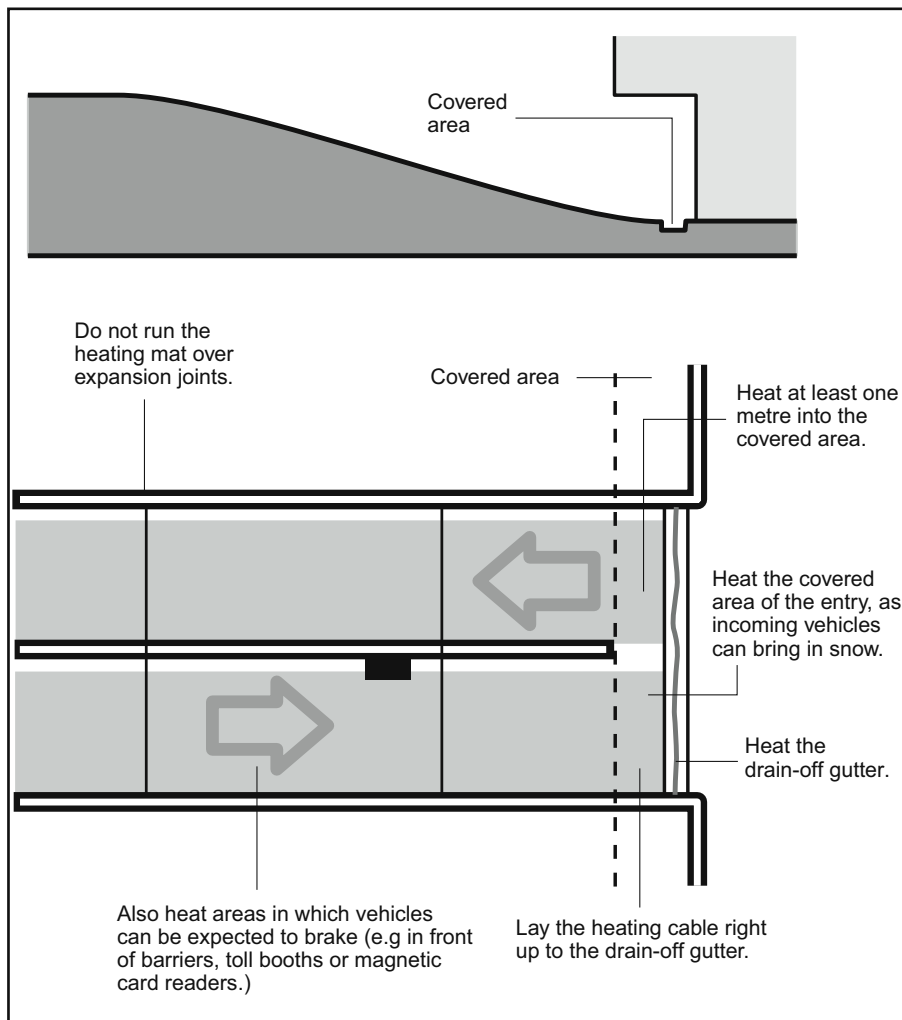 Covered
area
Do not run the
heating mat over
expansion joints.
Covered area
Heat at least one
metre into the
covered area.
Heat the covered
area of the entry, as
incoming vehicles
can bring in snow.
Heat the
drain-off gutter.
Also heat areas in which vehicles
can be expected to brake (e.g in front
of barriers, toll booths or magnetic
card readers.)
Lay the heating cable right
up to the drain-off gutter.